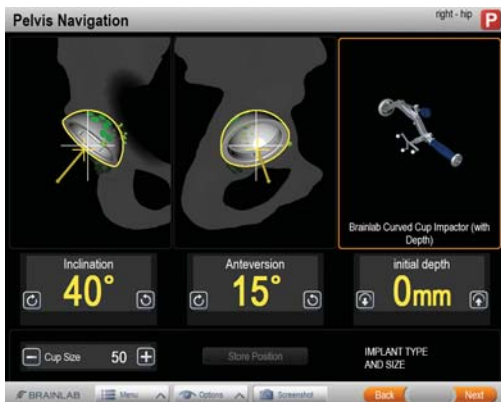 Pelvis Navigation
right - hip
P
Brainlab Curved Cup Impactor (with
Depth)
Inclination
40°
Anteversion
15°
initial depth
0mm
Cup Size
50
Store Position
IMPLANT TYPE
AND SIZE
BRAINLAB
Menu
Options
Screenshot
Back
Next